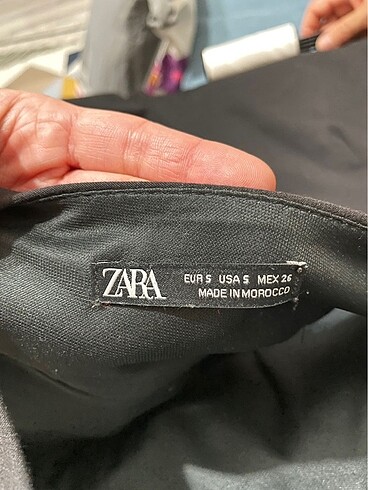 ZARA
EUR S USA S MEX 26
MADE IN MOROCCO